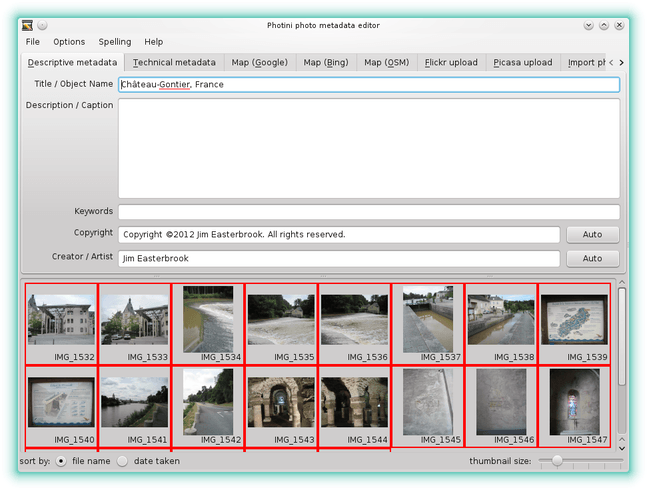 Photini photo metadata editor
File Options Spelling Help
Descriptive metadata Technical metadata Map (Google) Map (Bing) Map (OSM) Flickr upload Picasa upload Import ph
Title / Object Name Château-Gontier, France
Description / Caption
Keywords
Copyright Copyright ©2012 Jim Easterbrook. All rights reserved. Auto
Creator / Artist Jim Easterbrook Auto
IMG_1532 IMG_1533 IMG_1534 IMG_1535 IMG_1536 IMG_1537 IMG_1538 IMG_1539
IMG_1540 IMG_1541 IMG_1542 IMG_1543 IMG_1544 IMG_1545 IMG_1546 IMG_1547
sort by: file name date taken thumbnail size: